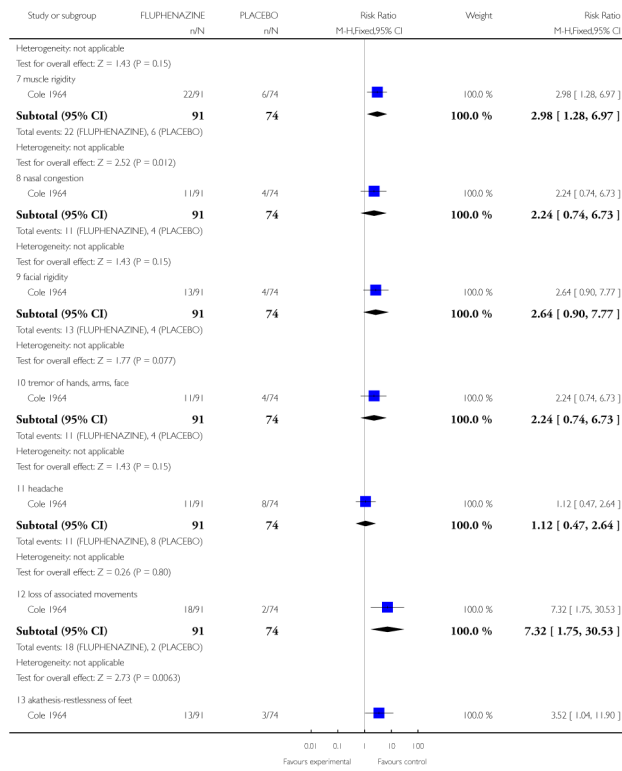 Study or subgroup FLUPHENAZINE PLACEBO Risk Ratio Weight Risk Ratio
n/N n/N M-H,Fixed,95% CI M-H,Fixed,95% CI
Heterogeneity: not applicable
Test for overall effect: Z = 1.43 (P = 0.15)
7 muscle rigidity
Cole 1964 22/91 6/74 100.0 % 2.98 [ 1.28, 6.97 ]
Subtotal (95% CI) 91 74 100.0 % 2.98 [ 1.28, 6.97 ]
Total events: 22 (FLUPHENAZINE), 6 (PLACEBO)
Heterogeneity: not applicable
Test for overall effect: Z = 2.52 (P = 0.012)
8 nasal congestion
Cole 1964 11/91 4/74 100.0 % 2.24 [ 0.74, 6.73 ]
Subtotal (95% CI) 91 74 100.0 % 2.24 [ 0.74, 6.73 ]
Total events: 11 (FLUPHENAZINE), 4 (PLACEBO)
Heterogeneity: not applicable
Test for overall effect: Z = 1.43 (P = 0.15)
9 facial rigidity
Cole 1964 13/91 4/74 100.0 % 2.64 [ 0.90, 7.77 ]
Subtotal (95% CI) 91 74 100.0 % 2.64 [ 0.90, 7.77 ]
Total events: 13 (FLUPHENAZINE), 4 (PLACEBO)
Heterogeneity: not applicable
Test for overall effect: Z = 1.77 (P = 0.077)
10 tremor of hands, arms, face
Cole 1964 11/91 4/74 100.0 % 2.24 [ 0.74, 6.73 ]
Subtotal (95% CI) 91 74 100.0 % 2.24 [ 0.74, 6.73 ]
Total events: 11 (FLUPHENAZINE), 4 (PLACEBO)
Heterogeneity: not applicable
Test for overall effect: Z = 1.43 (P = 0.15)
11 headache
Cole 1964 11/91 8/74 100.0 % 1.12 [ 0.47, 2.64 ]
Subtotal (95% CI) 91 74 100.0 % 1.12 [ 0.47, 2.64 ]
Total events: 11 (FLUPHENAZINE), 8 (PLACEBO)
Heterogeneity: not applicable
Test for overall effect: Z = 0.26 (P = 0.80)
12 loss of associated movements
Cole 1964 18/91 2/74 100.0 % 7.32 [ 1.75, 30.53 ]
Subtotal (95% CI) 91 74 100.0 % 7.32 [ 1.75, 30.53 ]
Total events: 18 (FLUPHENAZINE), 2 (PLACEBO)
Heterogeneity: not applicable
Test for overall effect: Z = 2.73 (P = 0.0063)
13 akathesis-restlessness of feet
Cole 1964 13/91 3/74 100.0 % 3.52 [ 1.04, 11.90 ]
0.01 0.1 1 10 100
Favours experimental Favours control